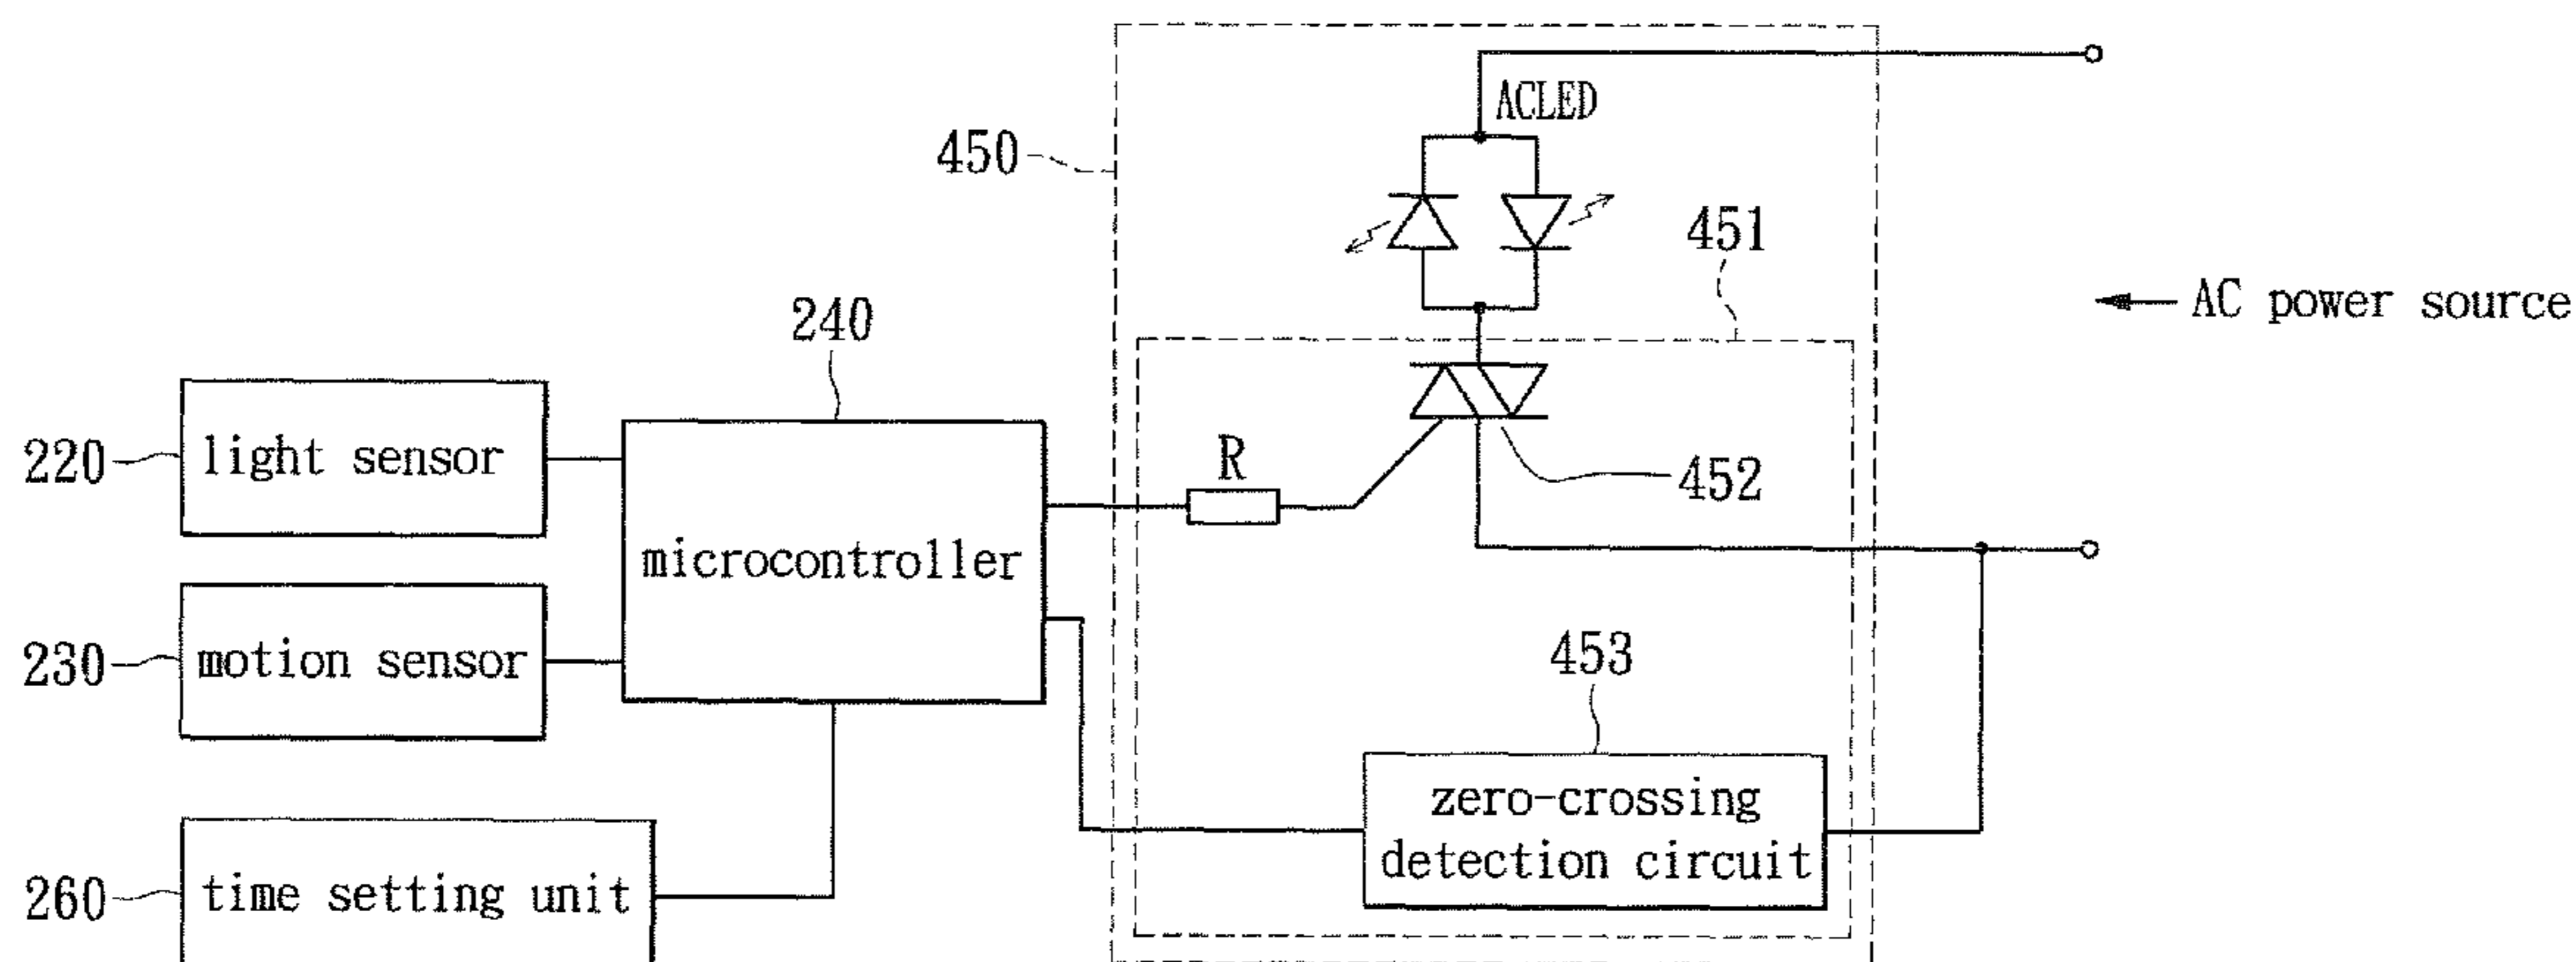 ACLED
450
451
AC power source
240
220
light sensor
R
452
microcontroller
230
motion sensor
453
zero-crossing
detection circuit
260
time setting unit